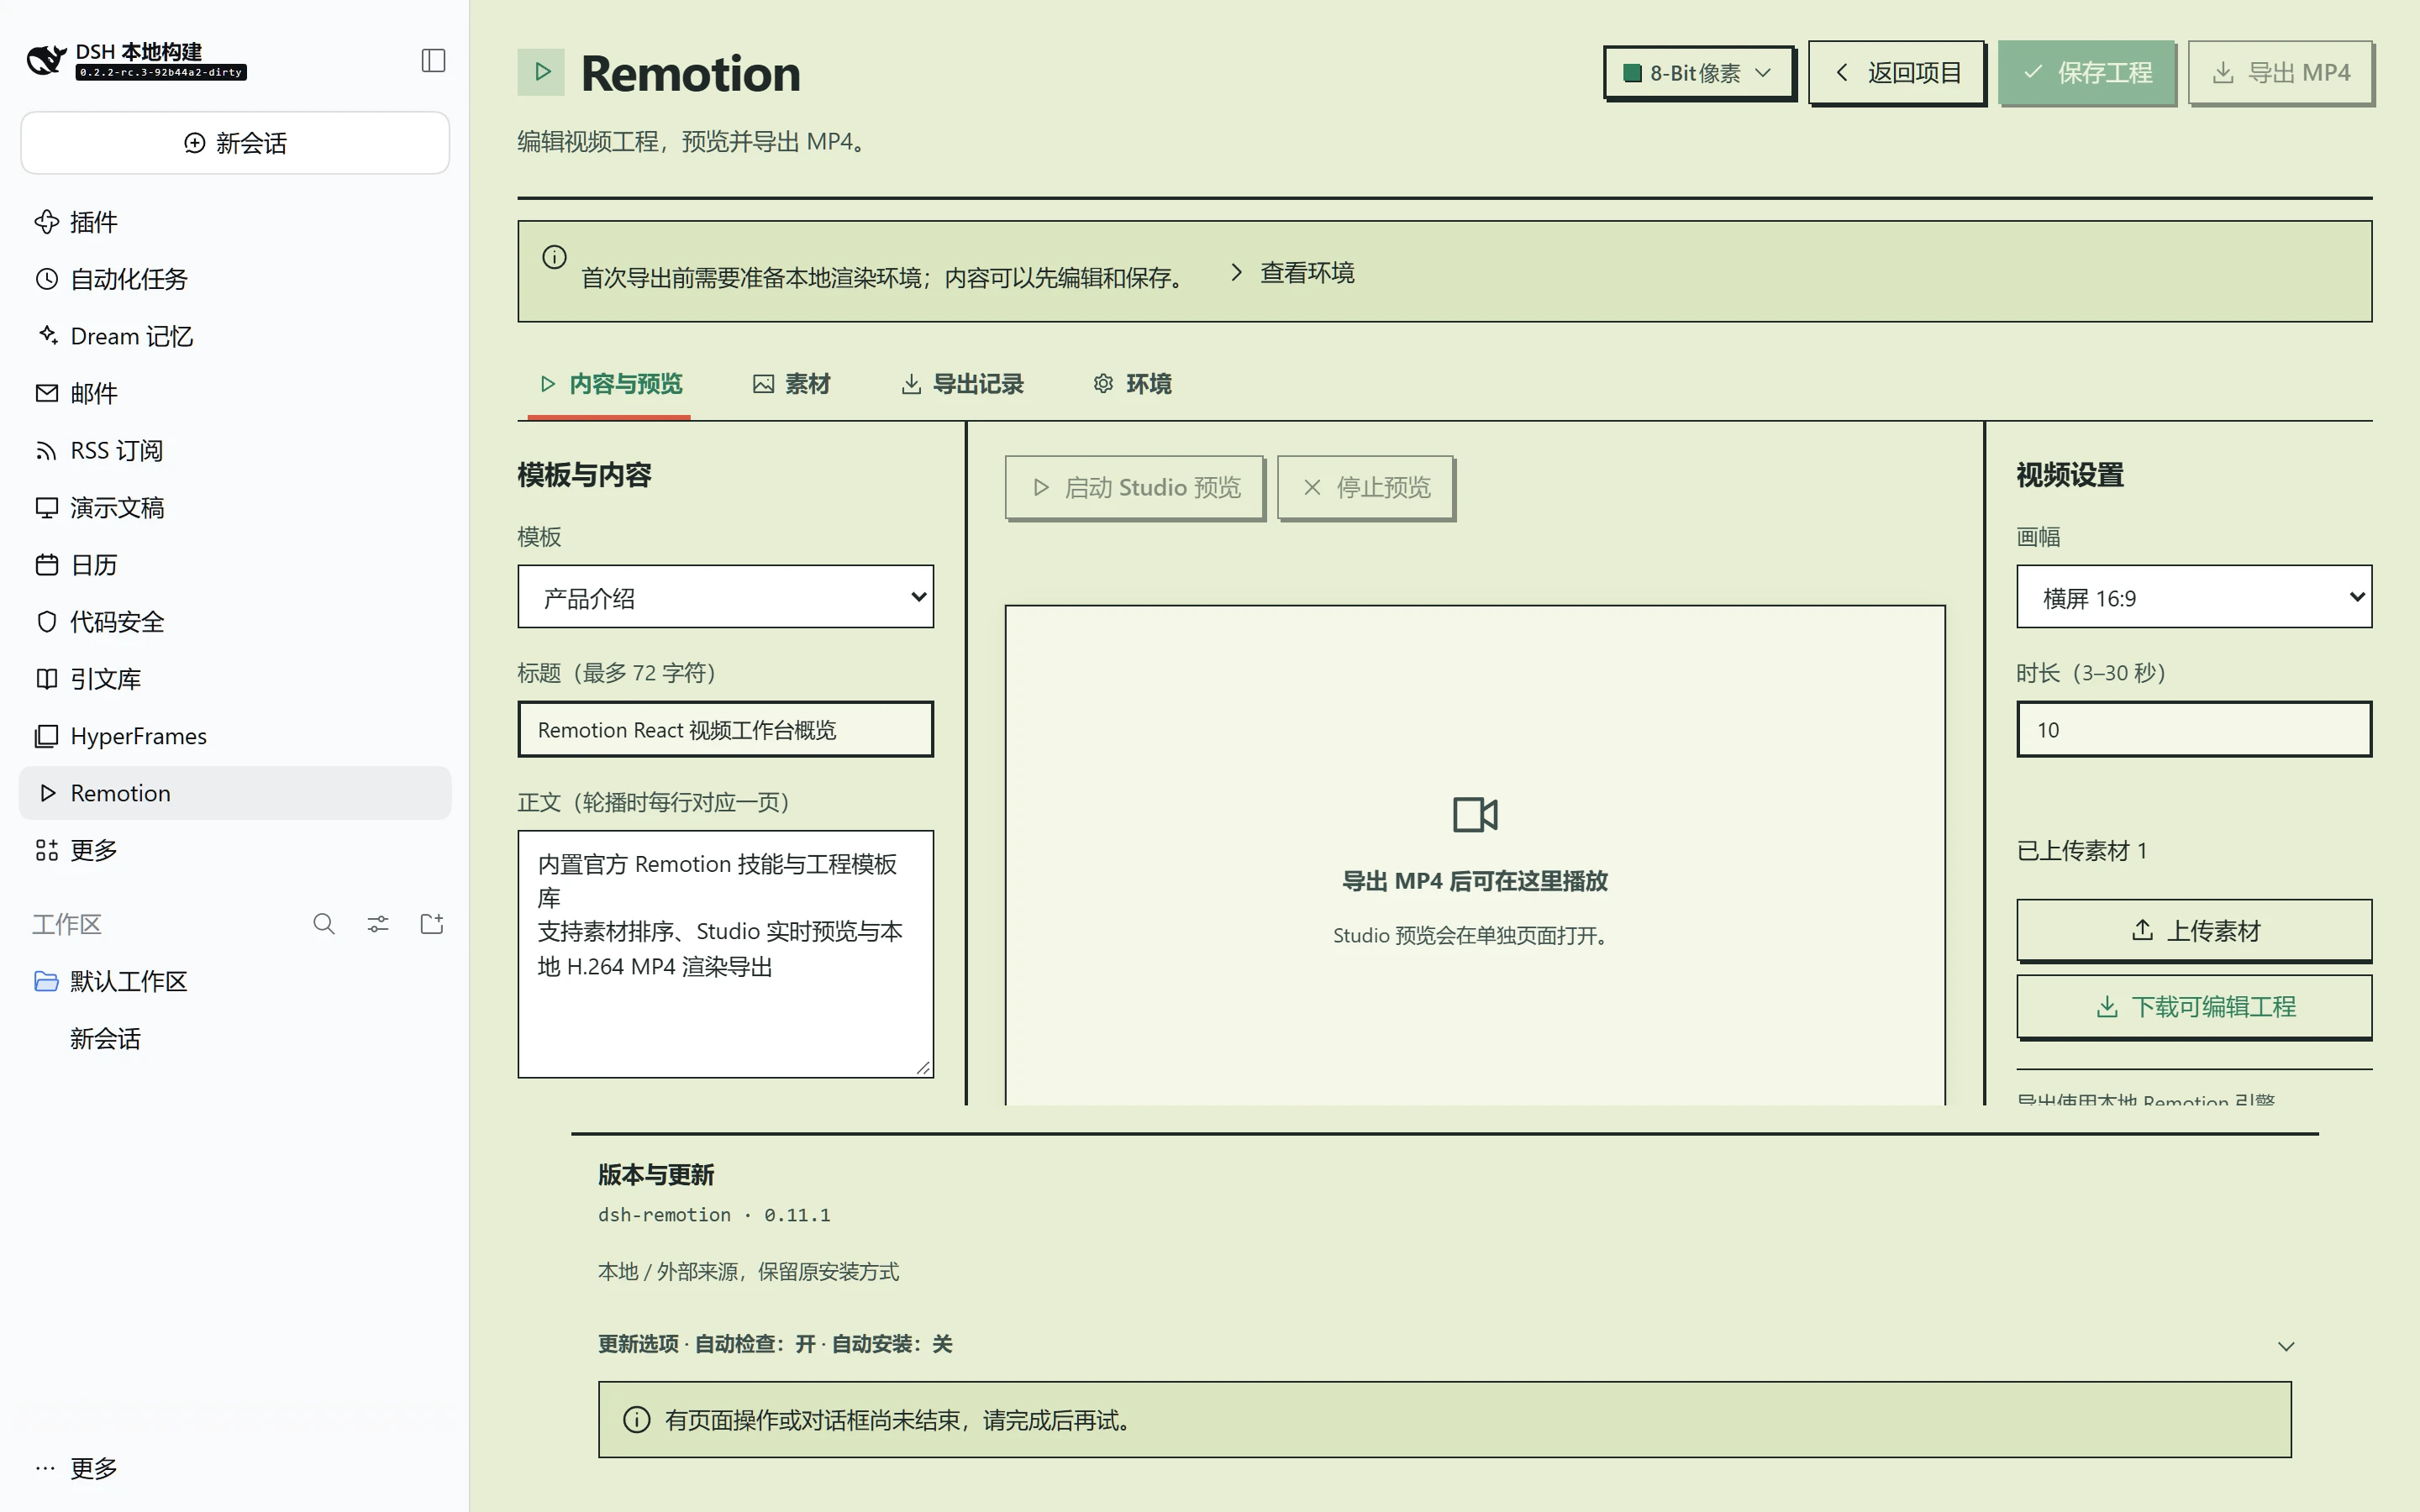 DSH 本地构建
0.2.2-rc.3-92b44a2-dirty
新会话
插件
自动化任务
Dream 记忆
邮件
RSS 订阅
演示文稿
日历
代码安全
引文库
HyperFrames
Remotion
更多
工作区
默认工作区
新会话
更多
Remotion
8-Bit像素
返回项目
保存工程
导出 MP4
编辑视频工程，预览并导出 MP4。
首次导出前需要准备本地渲染环境；内容可以先编辑和保存。
查看环境
内容与预览
素材
导出记录
环境
模板与内容
模板
产品介绍
标题（最多 72 字符）
Remotion React 视频工作台概览
正文（轮播时每行对应一页）
内置官方 Remotion 技能与工程模板
库
支持素材排序、Studio 实时预览与本
地 H.264 MP4 渲染导出
启动 Studio 预览
停止预览
导出 MP4 后可在这里播放
Studio 预览会在单独页面打开。
视频设置
画幅
横屏 16:9
时长（3–30 秒）
10
已上传素材 1
上传素材
下载可编辑工程
导出使用本地 Remotion 引擎
版本与更新
dsh-remotion · 0.11.1
本地 / 外部来源，保留原安装方式
更新选项 · 自动检查：开 · 自动安装：关
有页面操作或对话框尚未结束，请完成后再试。